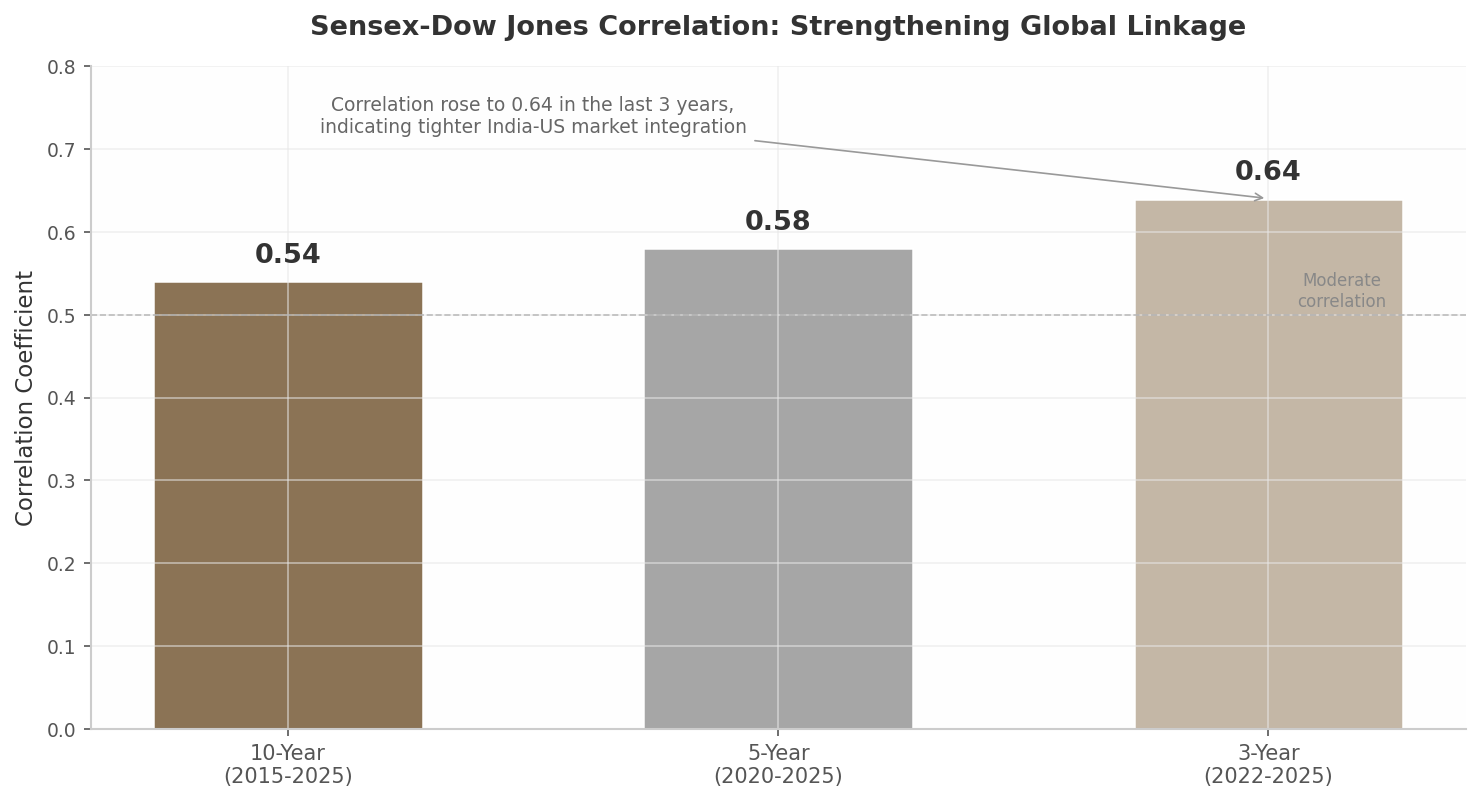 Sensex-Dow Jones Correlation: Strengthening Global Linkage
Correlation Coefficient
0.8
0.7
0.6
0.5
0.4
0.3
0.2
0.1
0.0
Correlation rose to 0.64 in the last 3 years,
indicating tighter India-US market integration
0.54
0.58
0.64
Moderate
correlation
10-Year
(2015-2025)
5-Year
(2020-2025)
3-Year
(2022-2025)